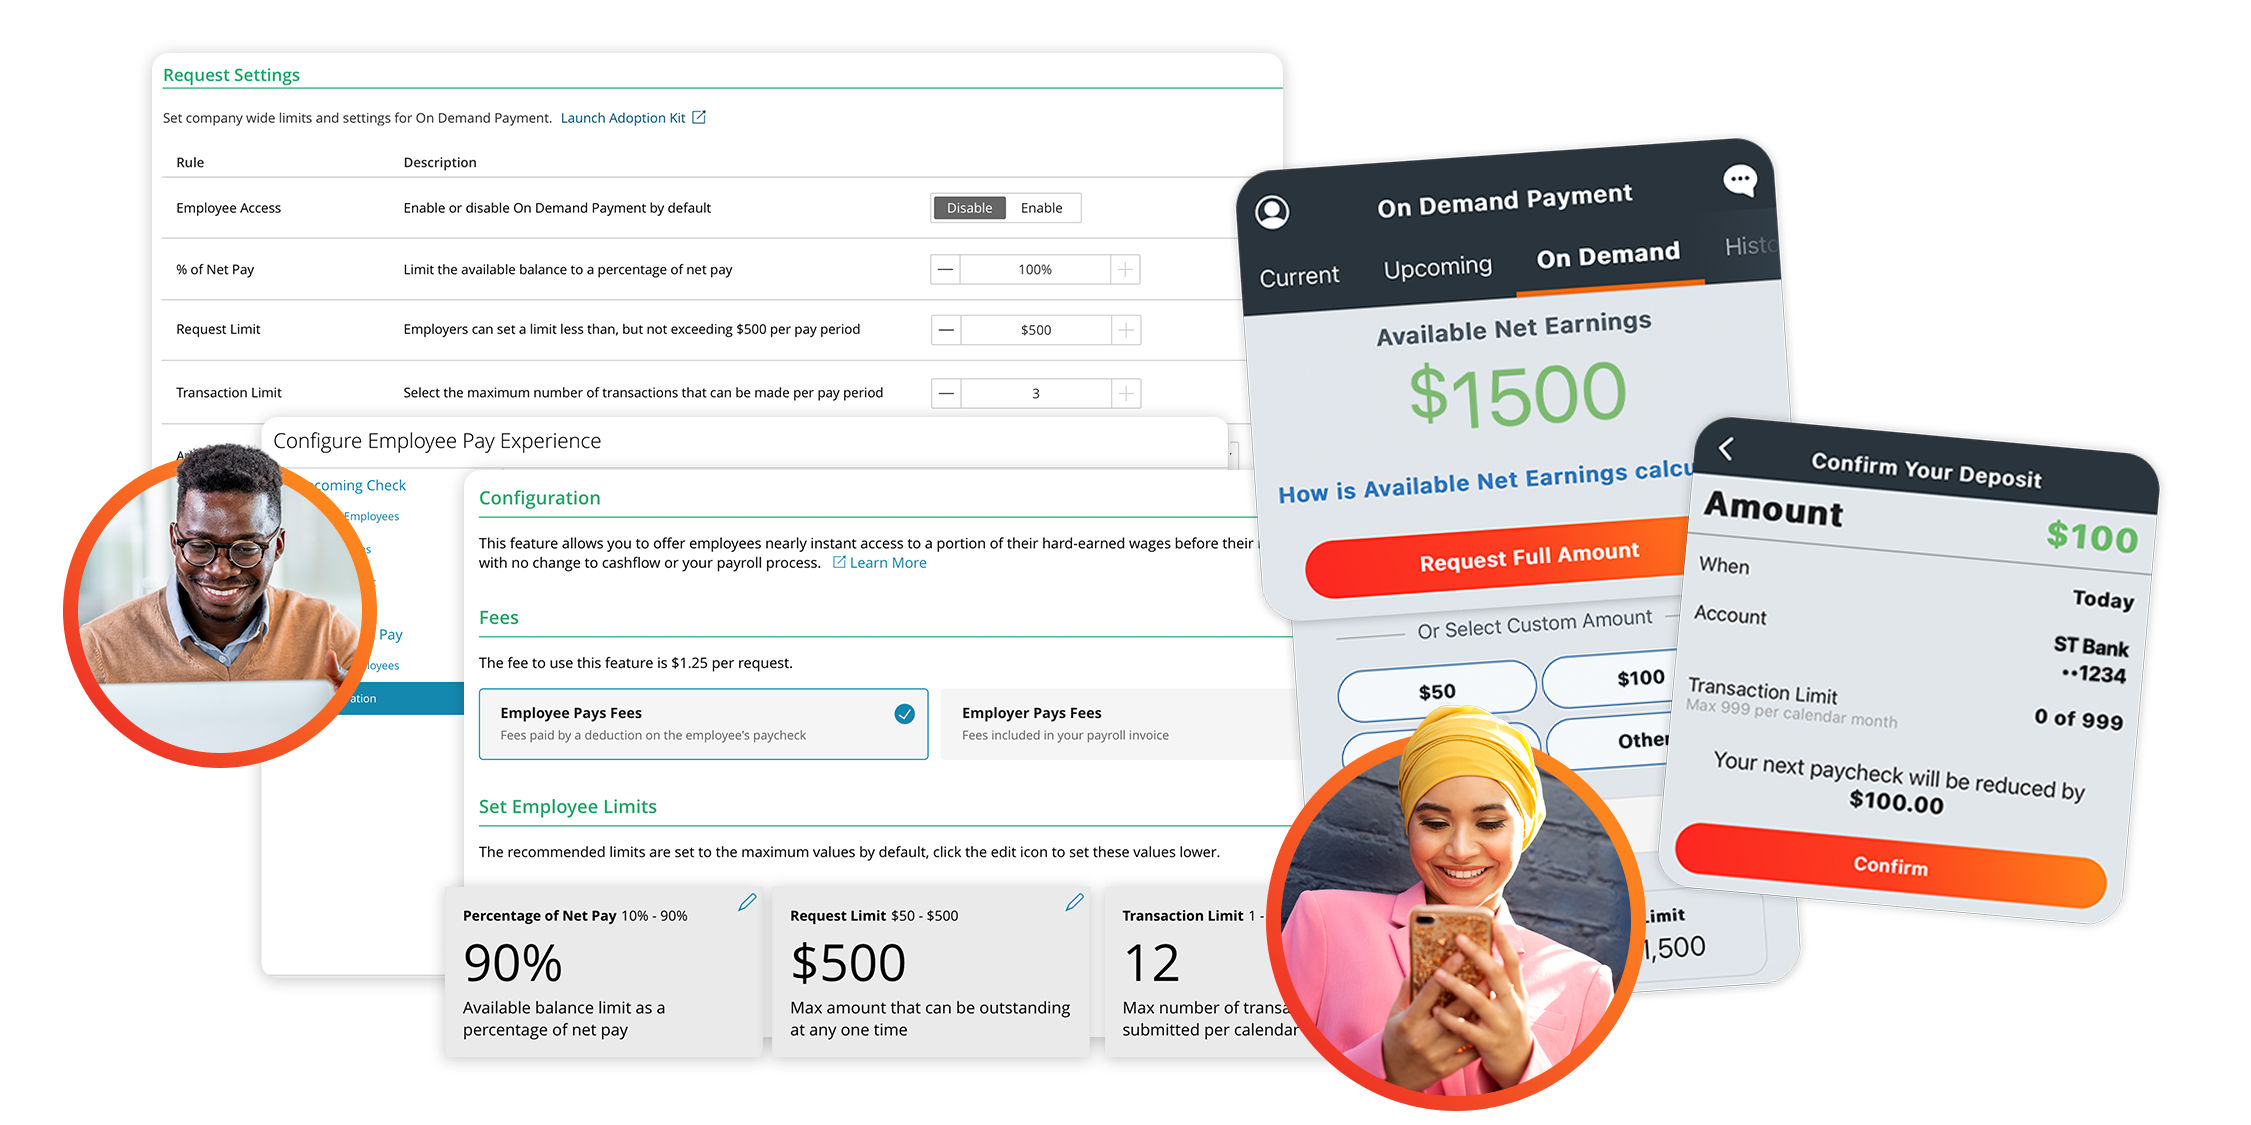 Request Settings
Set company wide limits and settings for On Demand Payment. Launch Adoption Kit
Rule Description
Employee Access Enable or disable On Demand Payment by default Disable Enable
% of Net Pay Limit the available balance to a percentage of net pay — 100% +
Request Limit Employers can set a limit less than, but not exceeding $500 per pay period — $500 +
Transaction Limit Select the maximum number of transactions that can be made per pay period — 3 +
Configure Employee Pay Experience
Check
Employees
Pay
Configuration
This feature allows you to offer employees nearly instant access to a portion of their hard-earned wages before their
with no change to cashflow or your payroll process. Learn More
Fees
The fee to use this feature is $1.25 per request.
Employee Pays Fees
Fees paid by a deduction on the employee's paycheck
Employer Pays Fees
Fees included in your payroll invoice
Set Employee Limits
The recommended limits are set to the maximum values by default, click the edit icon to set these values lower.
Percentage of Net Pay 10% - 90%
90%
Available balance limit as a
percentage of net pay
Request Limit $50 - $500
$500
Max amount that can be outstanding
at any one time
Transaction Limit 1 -
12
Max number of
submitted per calendar
On Demand Payment
Current Upcoming On Demand
Available Net Earnings
$1500
How is Available Net Earnings
Request Full Amount
Or Select Custom Amount
$50 $100
Other
Confirm Your Deposit
Amount $100
When Today
Account ST Bank
••1234
Transaction Limit 0 of 999
Max 999 per calendar month
Your next paycheck will be reduced by
$100.00
Confirm